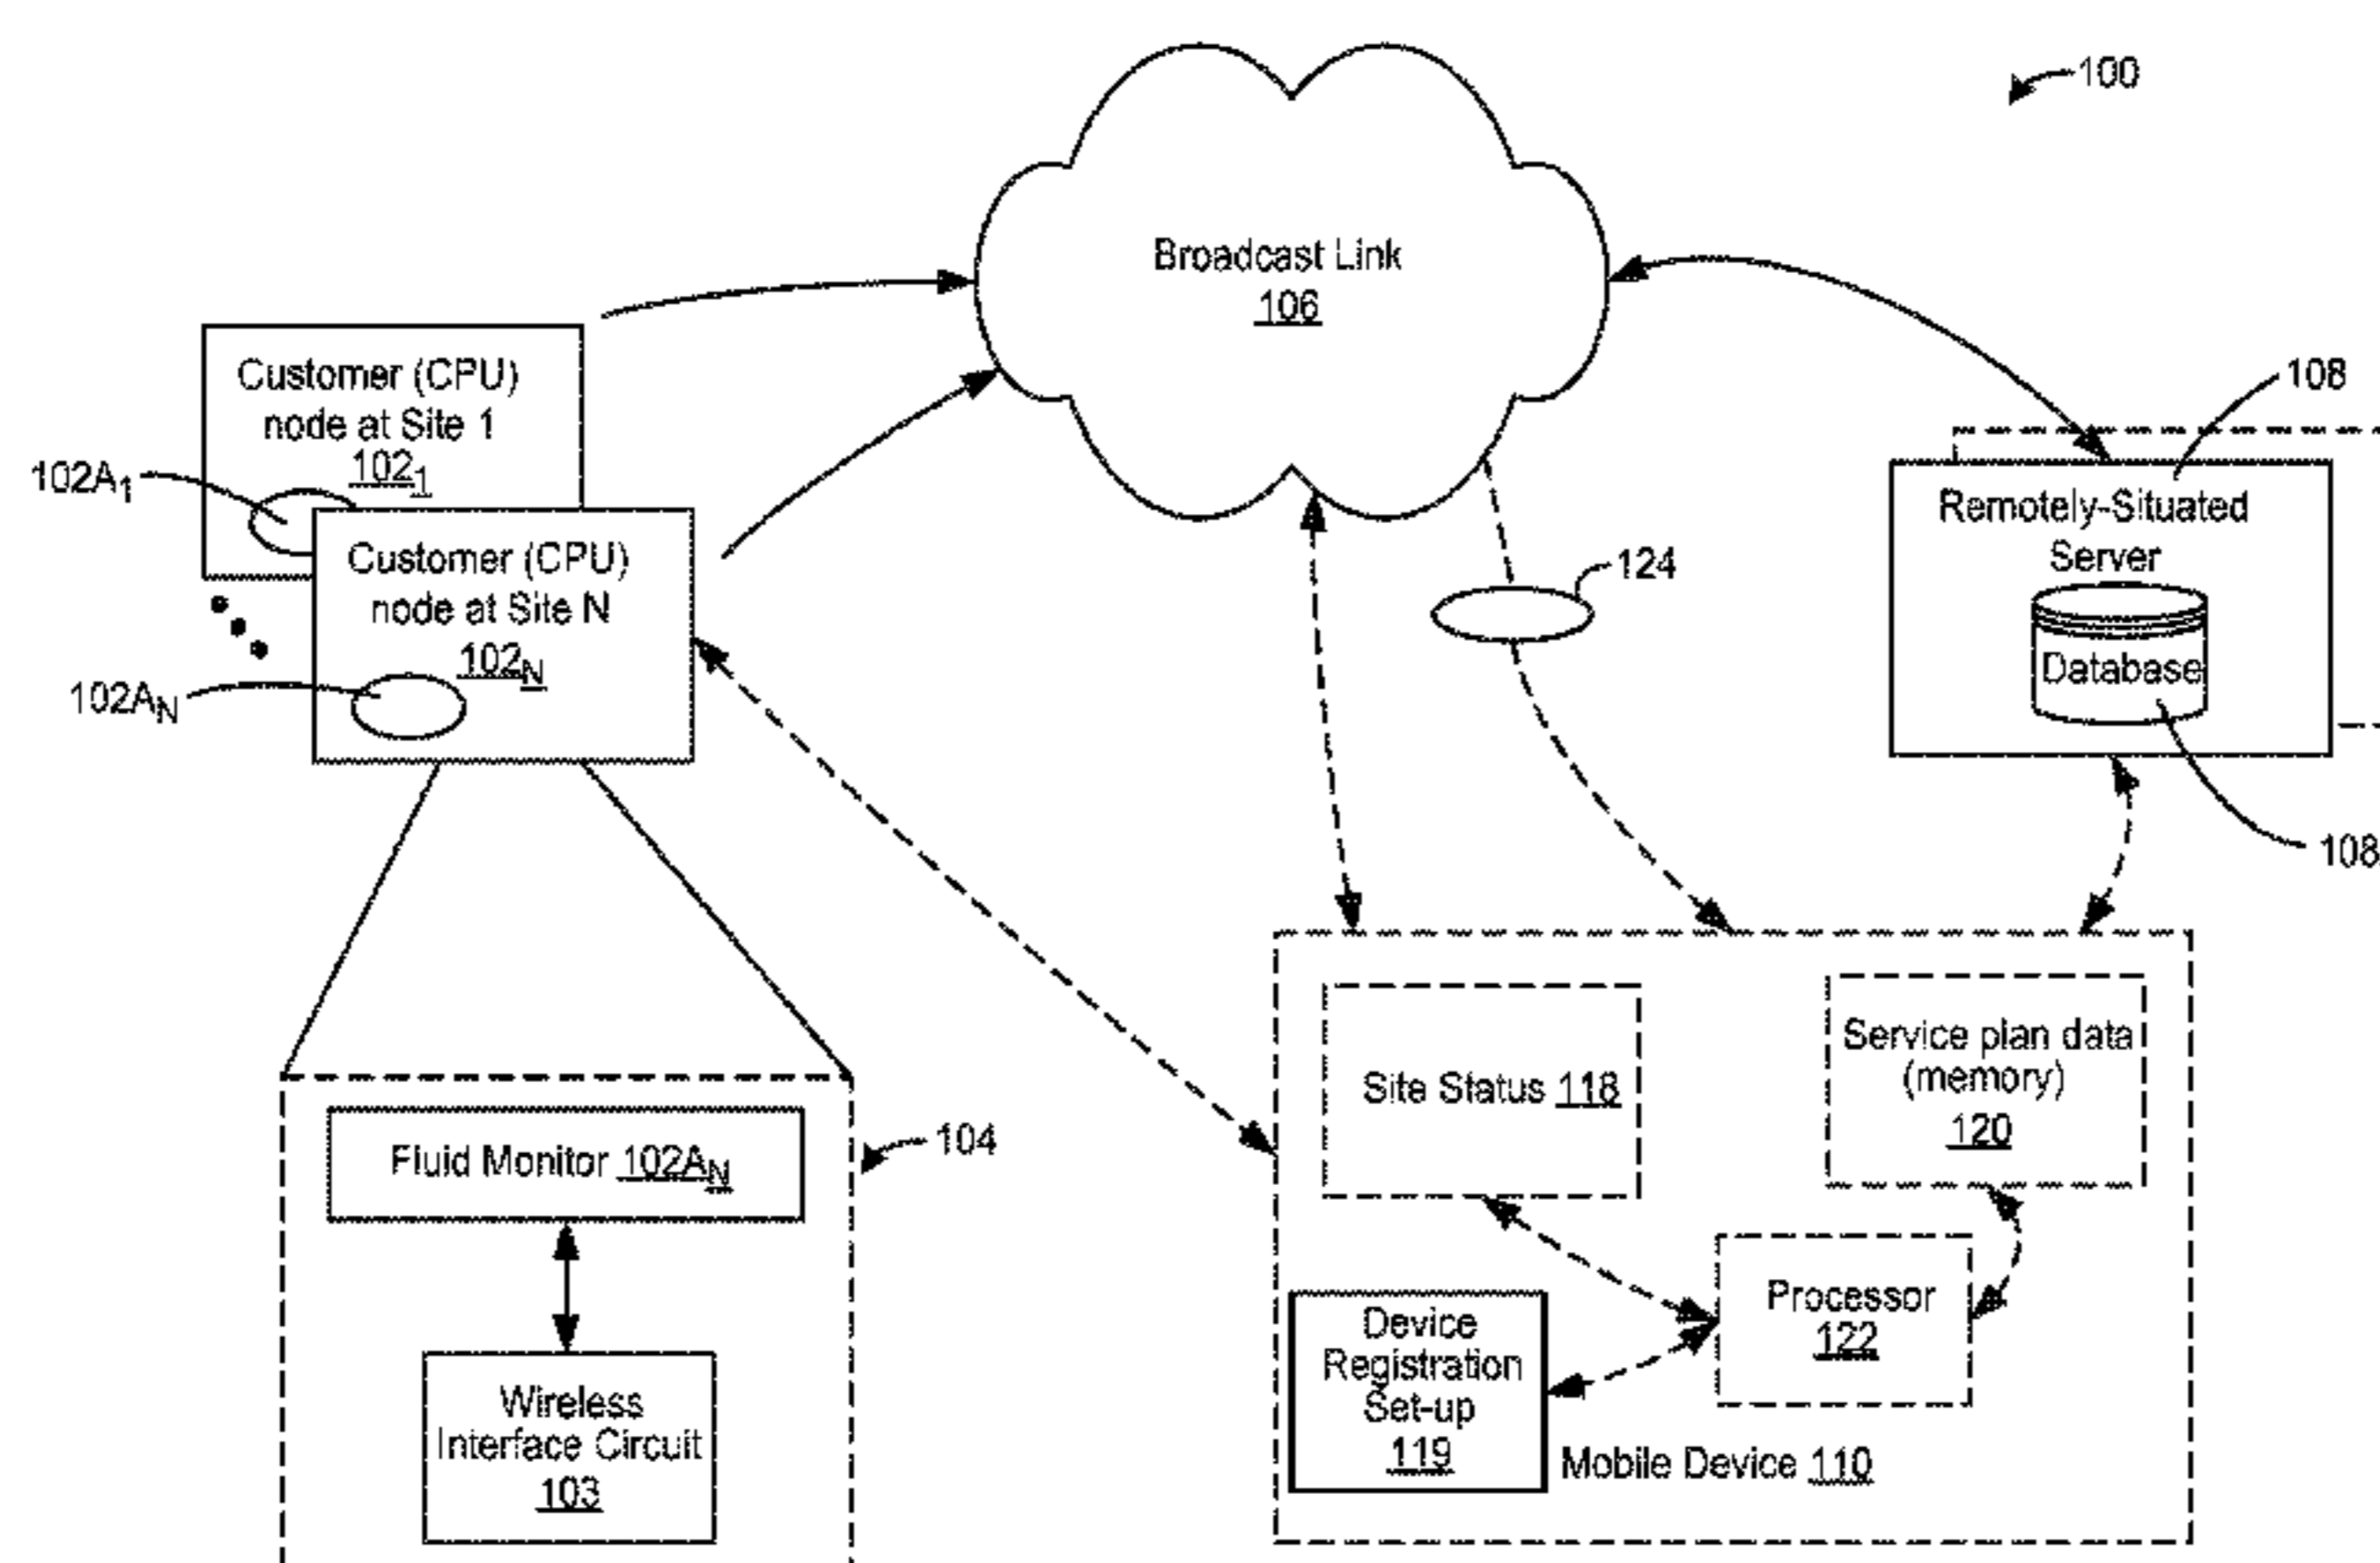 100
Broadcast Link
106
Customer (CPU)
node at Site 1
102₁
102A₁
108
Remotely-Situated
Server
Database
108
Customer (CPU)
node at Site N
102N
102AN
124
Site Status 118
Service plan data
(memory)
120
Fluid Monitor 102AN
104
Processor
122
Device
Registration
Set-up
119
Mobile Device 110
Wireless
Interface Circuit
103